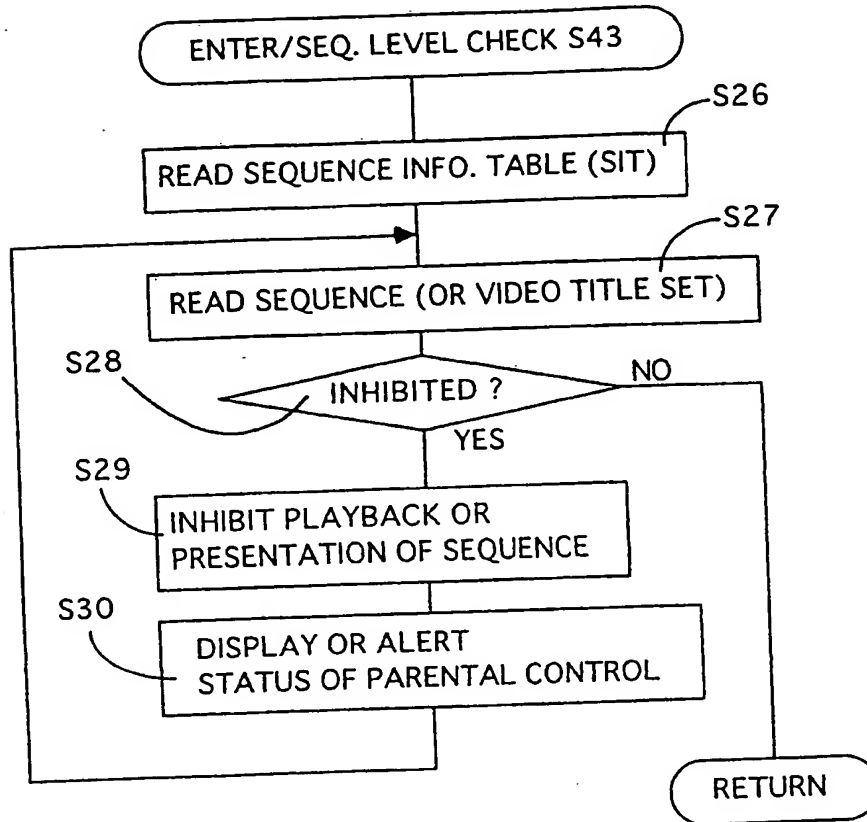 ENTER/SEQ. LEVEL CHECK S43
S26
READ SEQUENCE INFO. TABLE (SIT)
S27
READ SEQUENCE (OR VIDEO TITLE SET)
S28
INHIBITED ?
NO
YES
S29
INHIBIT PLAYBACK OR
PRESENTATION OF SEQUENCE
S30
DISPLAY OR ALERT
STATUS OF PARENTAL CONTROL
RETURN